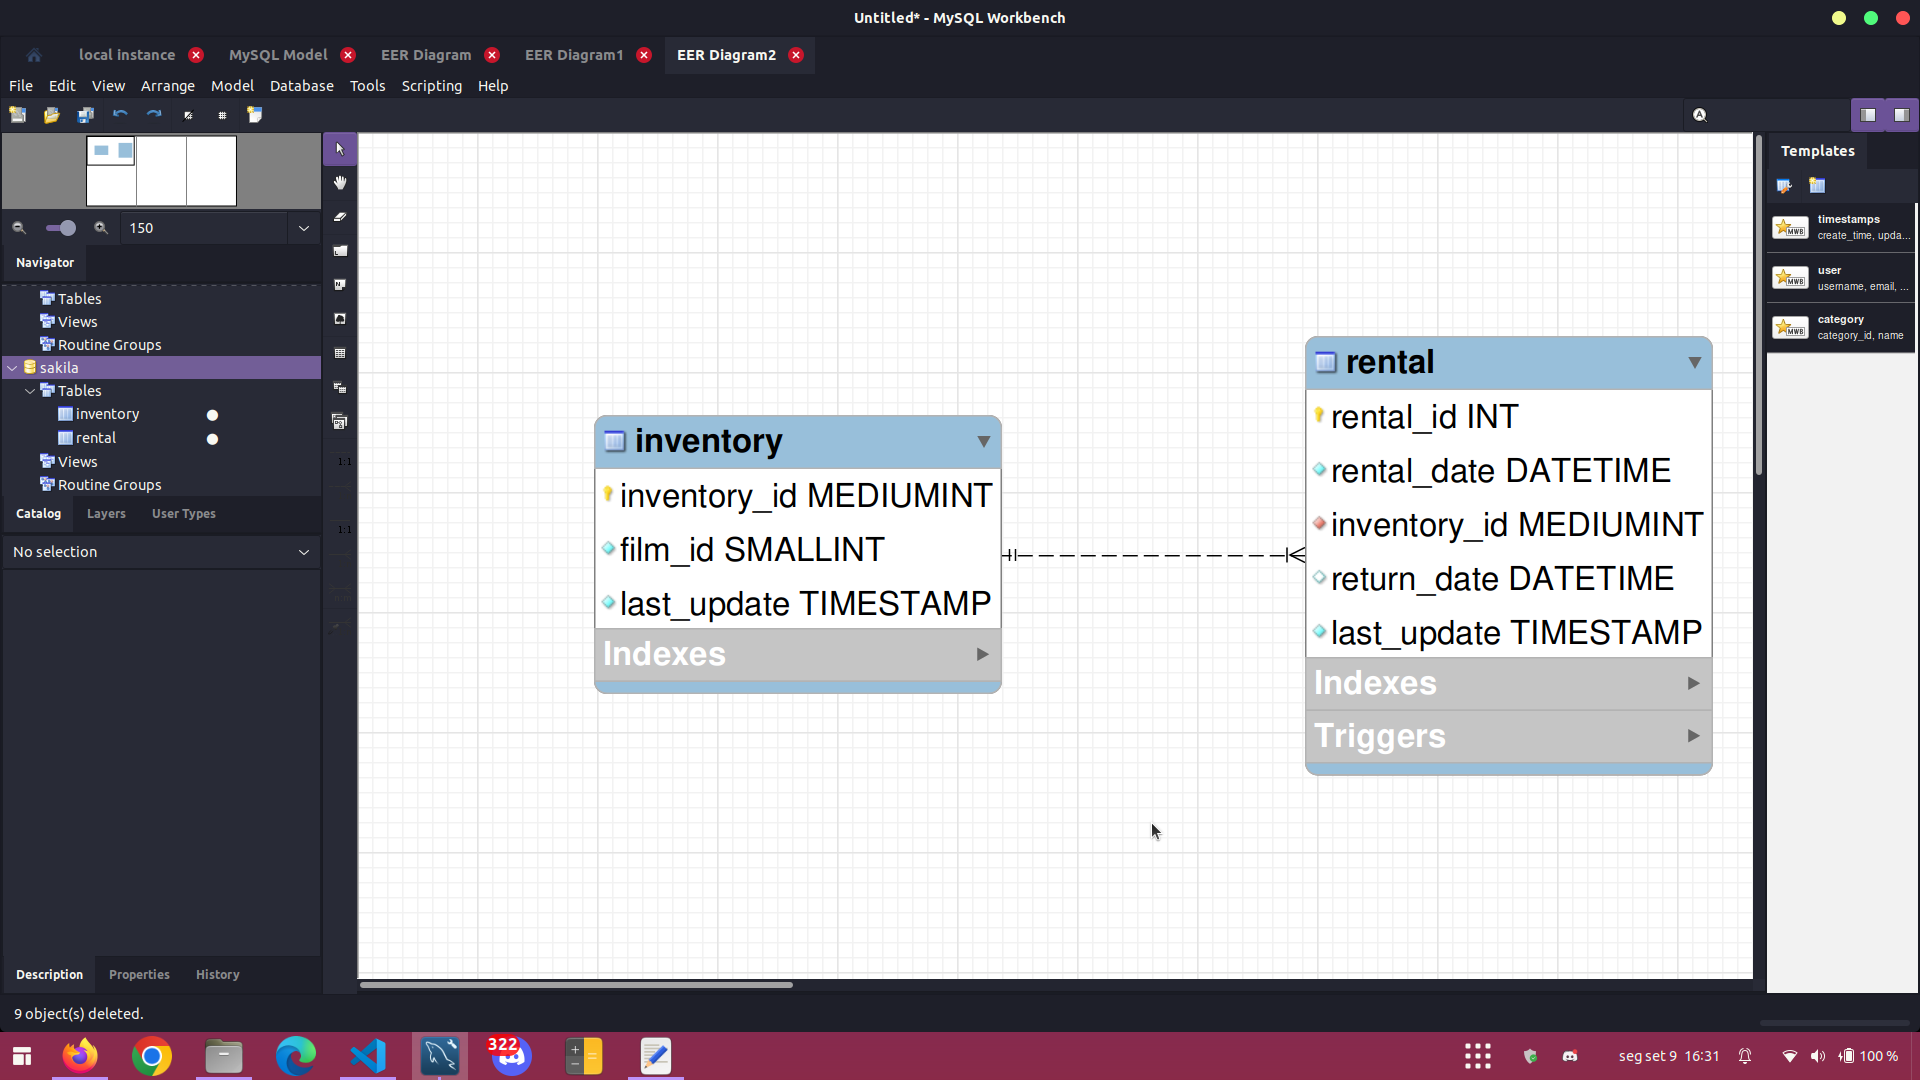 Untitled* - MySQL Workbench
local instance
MySQL Model
EER Diagram
EER Diagram1
EER Diagram2
File Edit View Arrange Model Database Tools Scripting Help
150
Navigator
Tables
Views
Routine Groups
sakila
Tables
inventory
rental
Views
Routine Groups
Catalog Layers User Types
No selection
Description Properties History
9 object(s) deleted.
1:1
1:1
inventory
inventory_id MEDIUMINT
film_id SMALLINT
last_update TIMESTAMP
Indexes
rental
rental_id INT
rental_date DATETIME
inventory_id MEDIUMINT
return_date DATETIME
last_update TIMESTAMP
Indexes
Triggers
Templates
timestamps
create_time, upda...
user
username, email, ...
category
category_id, name
MWB
MWB
MWB
322
seg set 9 16:31
100 %